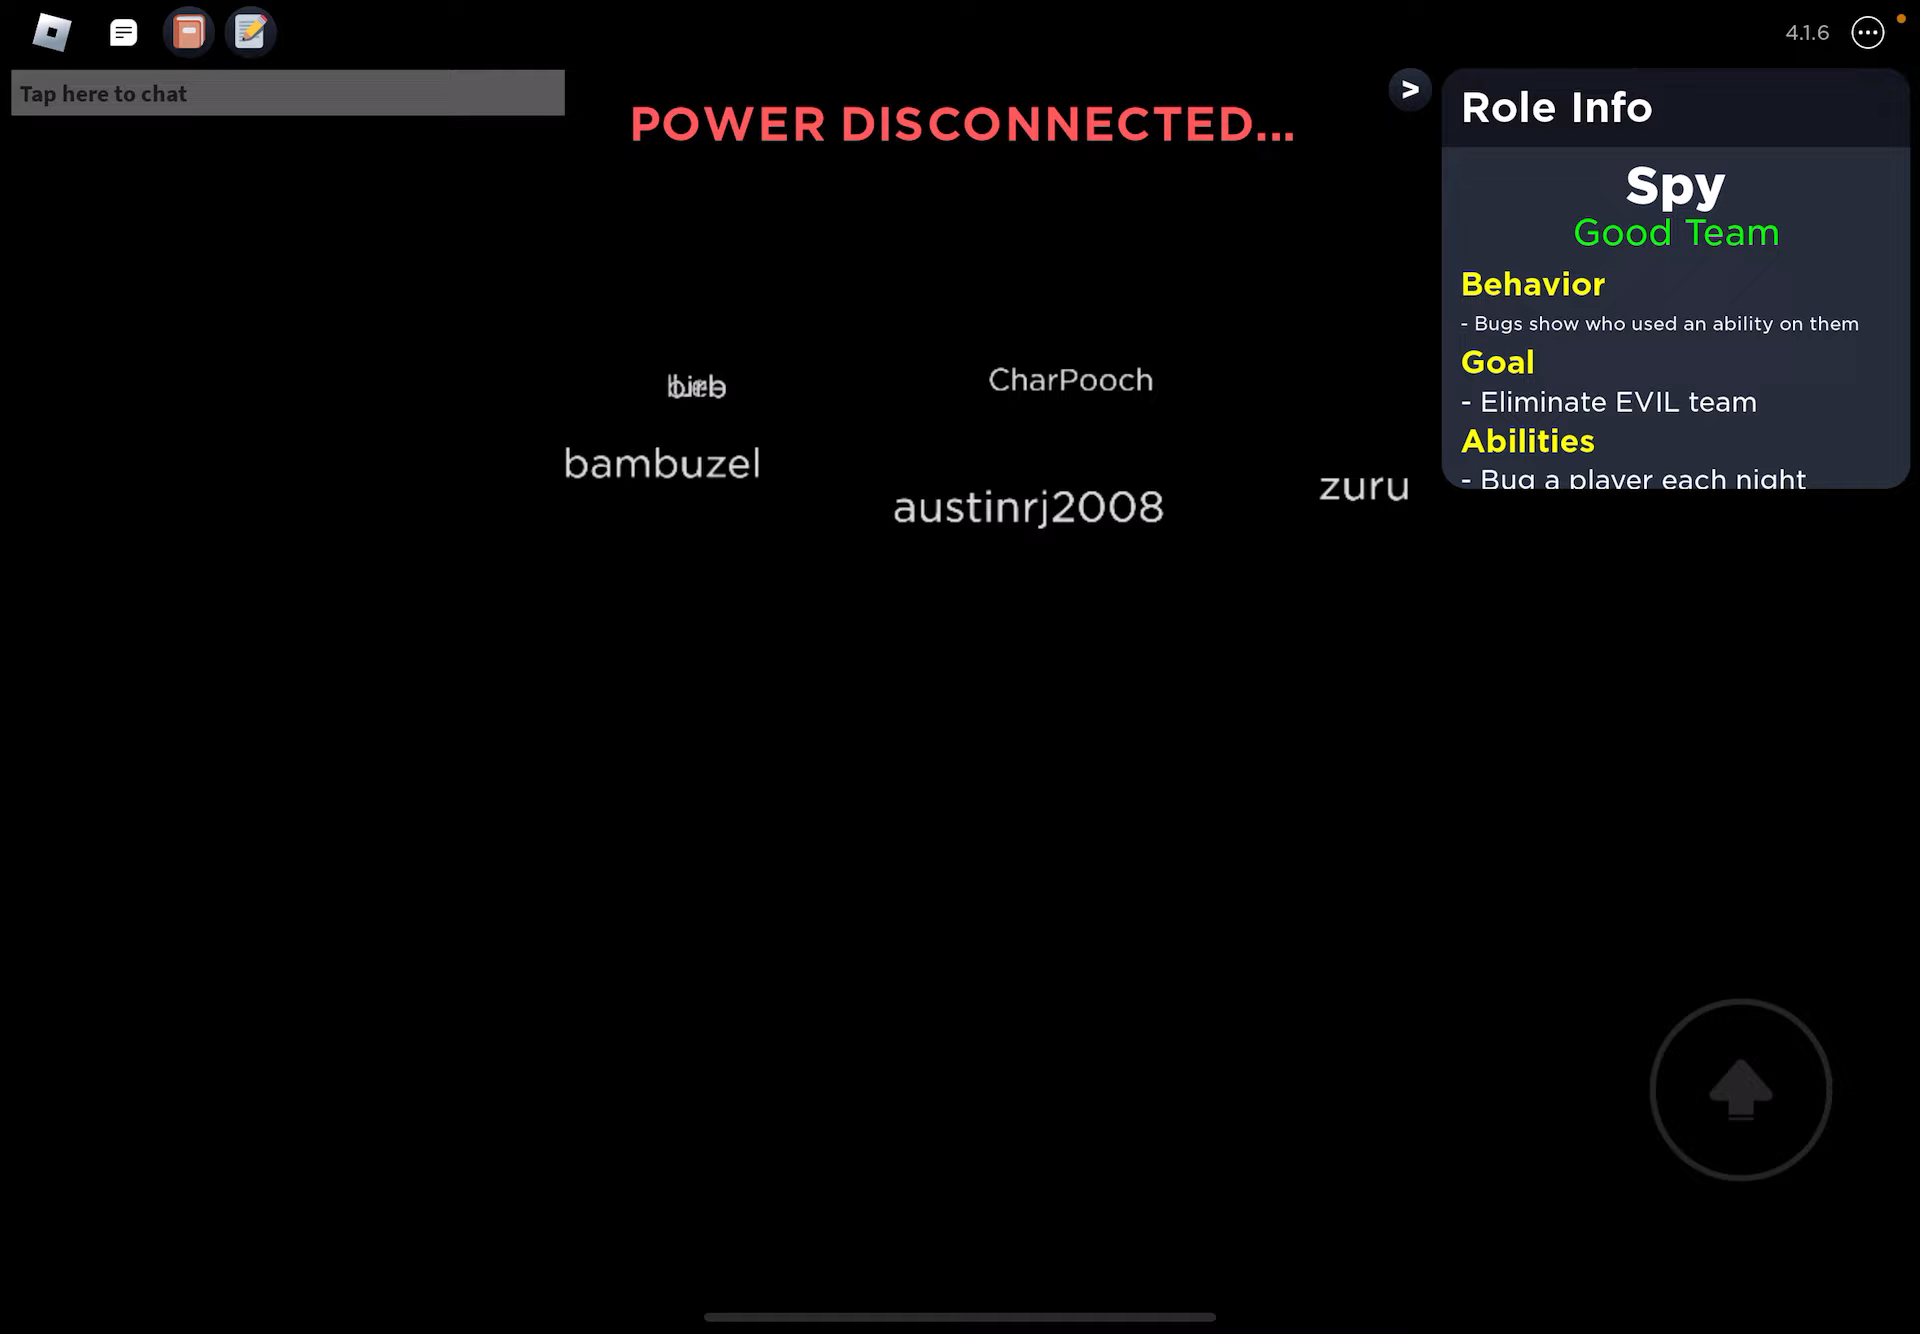 4.1.6
Tap here to chat
POWER DISCONNECTED...
>
Role Info
Spy
Good Team
Behavior
- Bugs show who used an ability on them
Goal
- Eliminate EVIL team
Abilities
- Bug a player each night
CharPooch
bambuzel
zuru
austinrj2008